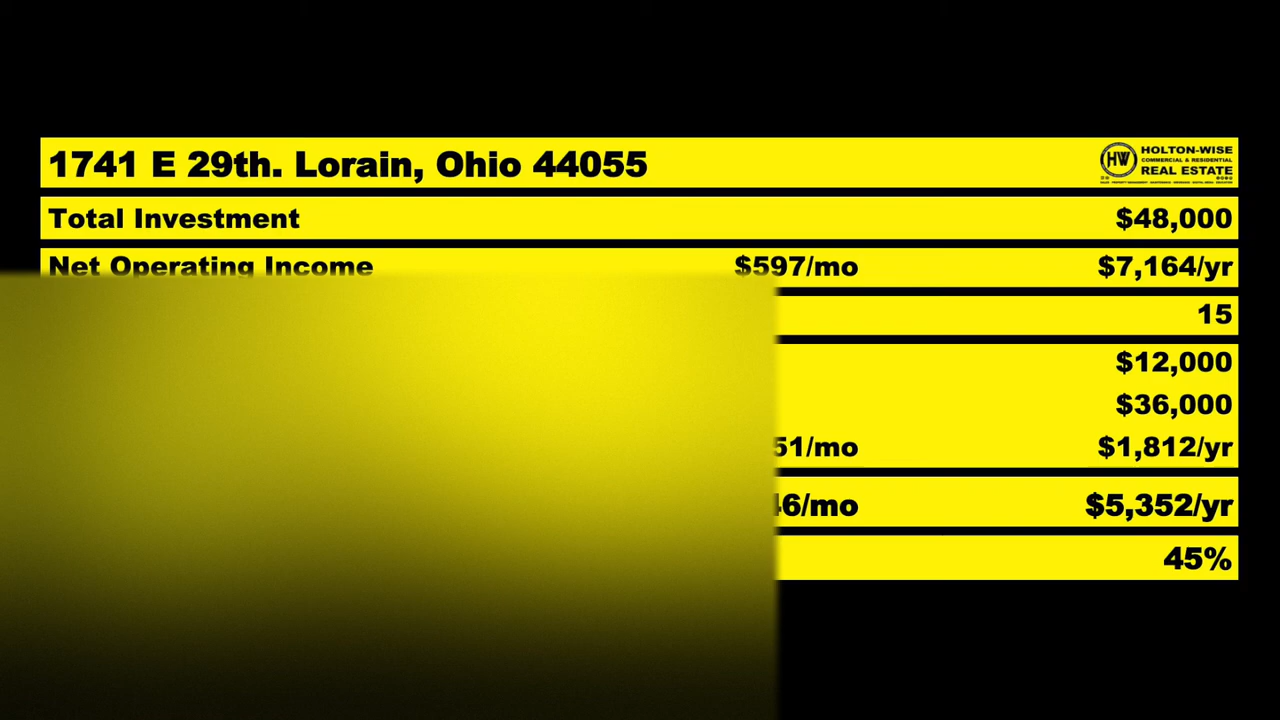 1741 E 29th. Lorain, Ohio 44055
HOLTON-WISE
COMMERCIAL & RESIDENTIAL
REAL ESTATE
Total Investment $48,000
Net Operating Income $597/mo $7,164/yr
15
$12,000
$36,000
51/mo $1,812/yr
46/mo $5,352/yr
45%